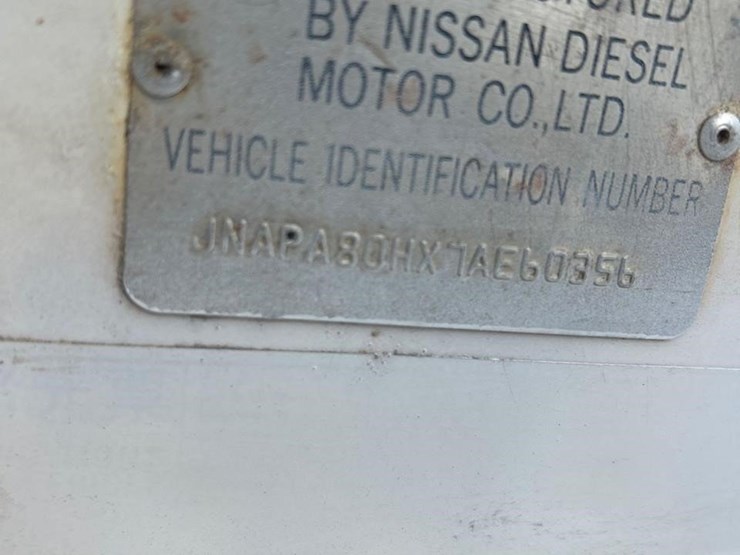 BY NISSAN DIESEL
MOTOR CO.,LTD.
VEHICLE IDENTIFICATION NUMBER
JNAPA80HX7AE60356